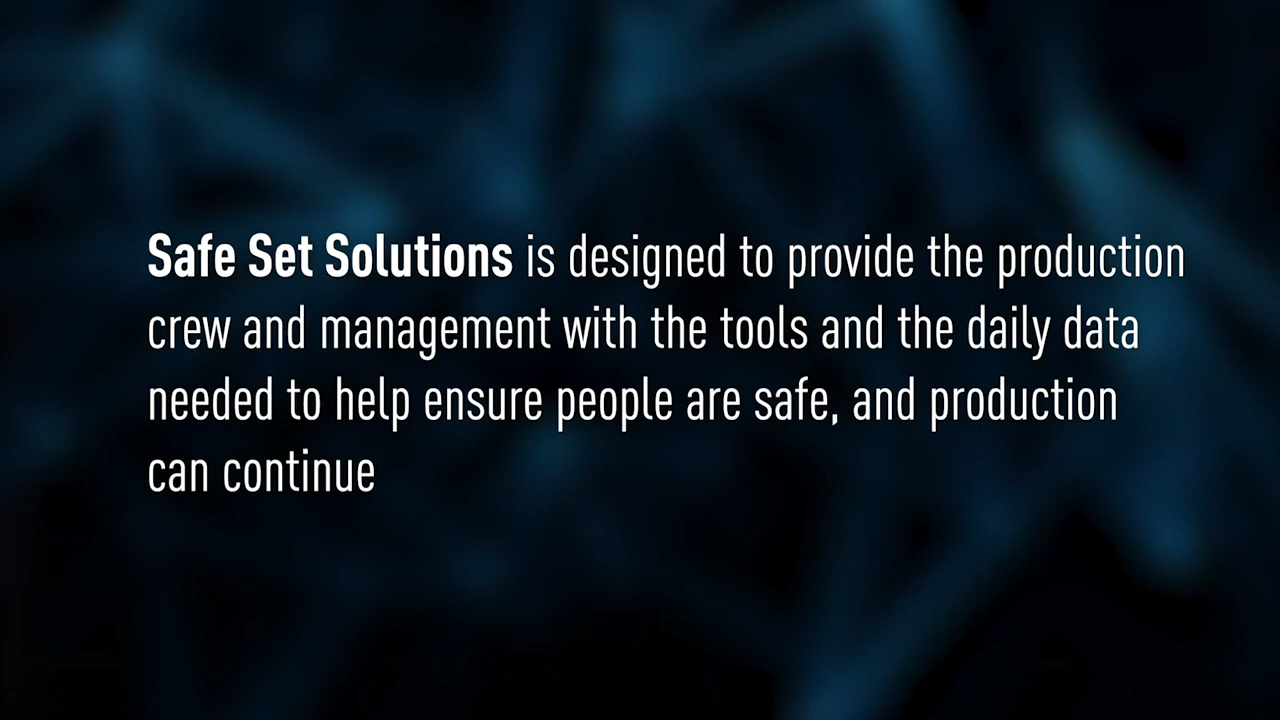 Safe Set Solutions is designed to provide the production
crew and management with the tools and the daily data
needed to help ensure people are safe, and production
can continue